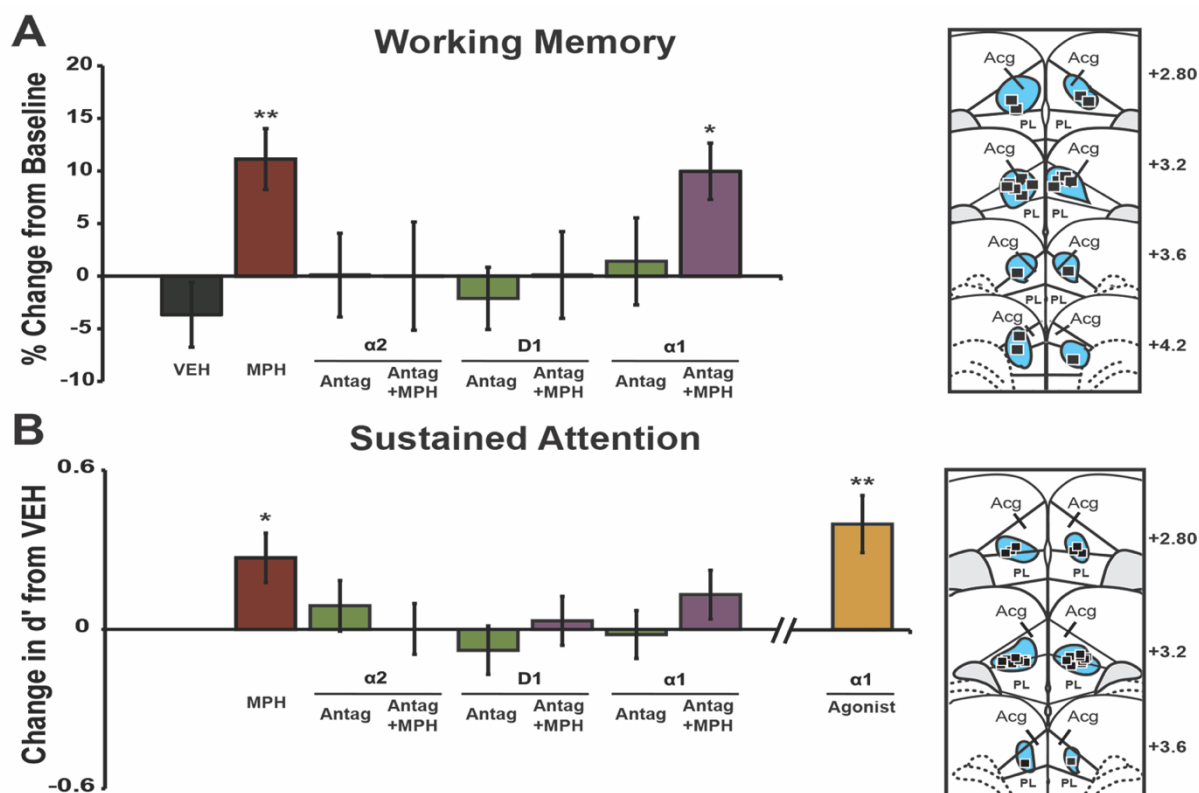 A
Working Memory
% Change from Baseline
20
15
10
5
0
-5
-10
**
*
VEH
MPH
α2
Antag
Antag
+MPH
D1
Antag
Antag
+MPH
α1
Antag
Antag
+MPH
Acg
Acg
+2.80
PL
PL
Acg
Acg
+3.2
PL
PL
Acg
Acg
+3.6
PL
PL
Acg
Acg
+4.2
B
Sustained Attention
Change in d' from VEH
0.6
0
-0.6
*
**
MPH
α2
Antag
Antag
+MPH
D1
Antag
Antag
+MPH
α1
Antag
Antag
+MPH
α1
Agonist
Acg
Acg
+2.80
PL
PL
Acg
Acg
+3.2
PL
PL
Acg
Acg
+3.6
PL
PL